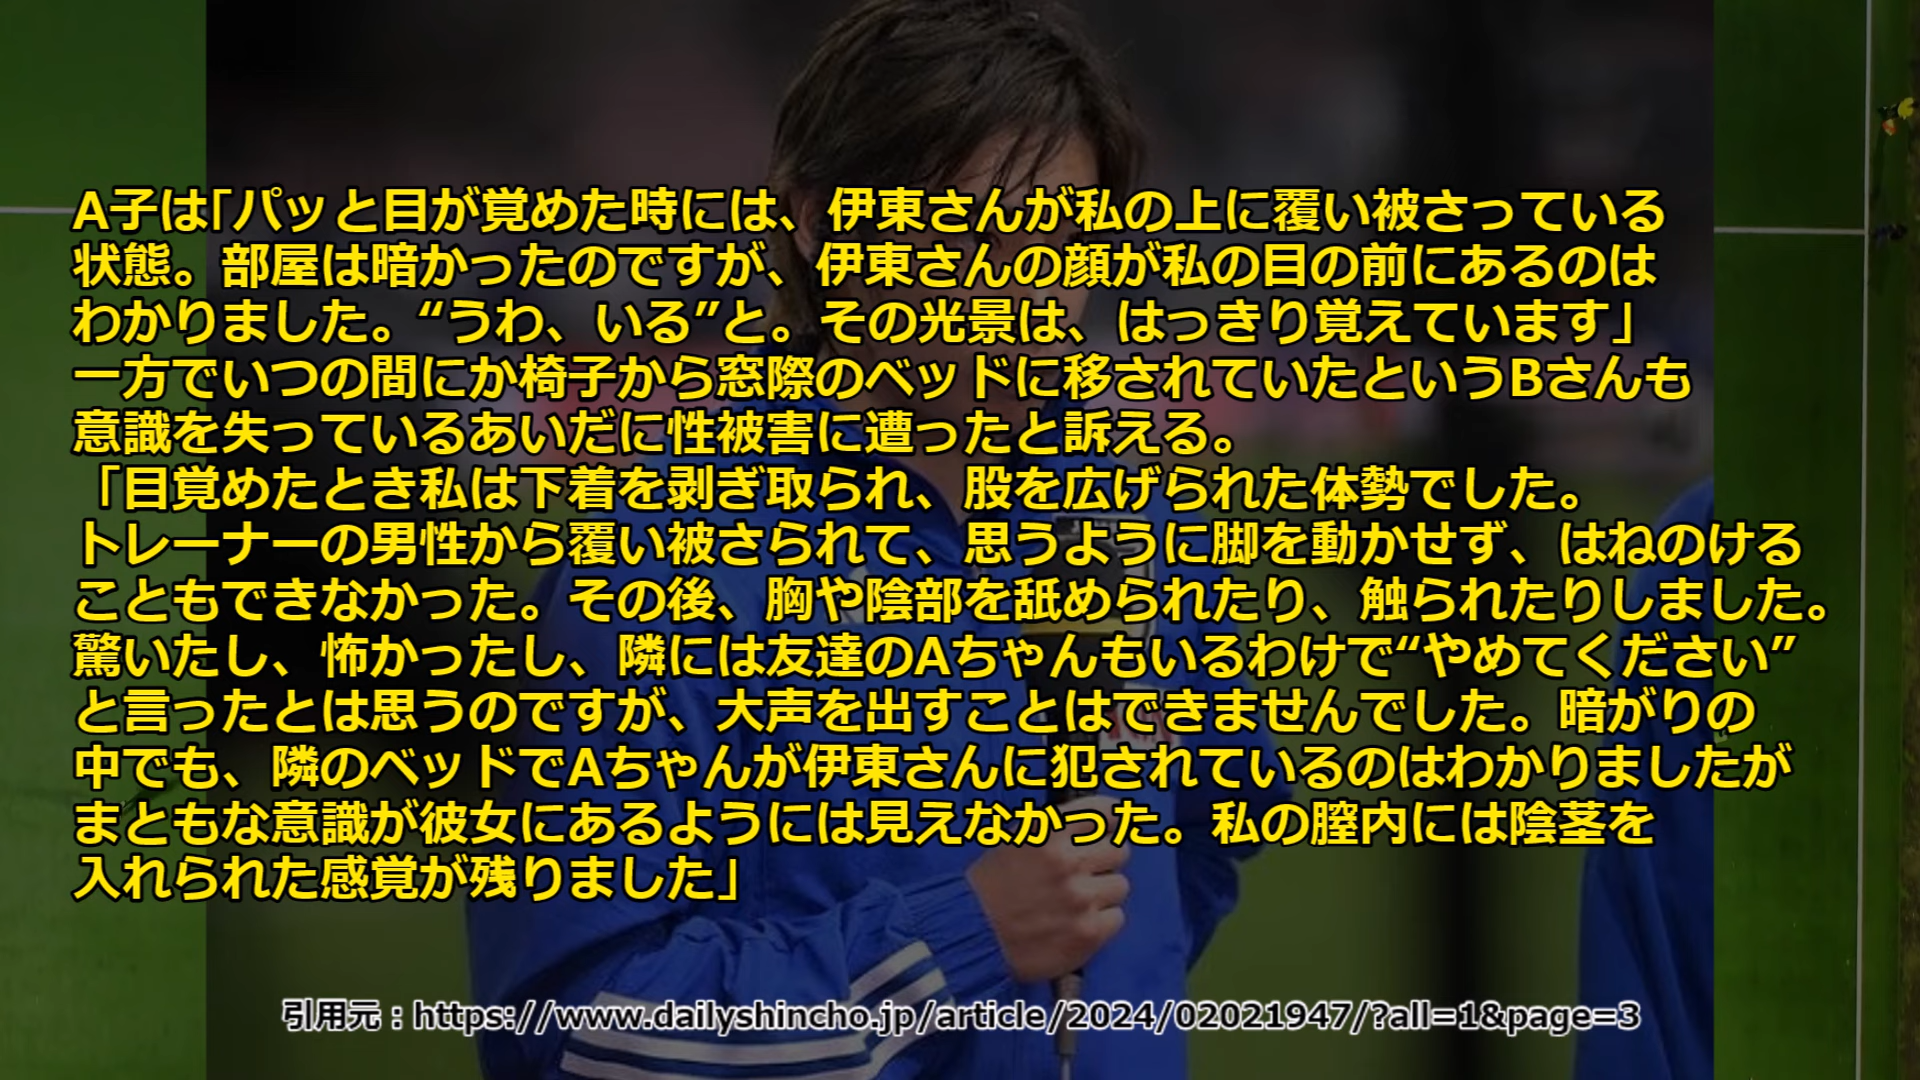 A子は「パッと目が覚めた時には、伊東さんが私の上に覆い被さっている
状態。部屋は暗かったのですが、伊東さんの顔が私の目の前にあるのは
わかりました。“うわ、いる”と。その光景は、はっきり覚えています」
一方でいつの間にか椅子から窓際のベッドに移されていたというBさんも
意識を失っているあいだに性被害に遭ったと訴える。
「目覚めたとき私は下着を剥ぎ取られ、股を広げられた体勢でした。
トレーナーの男性から覆い被さられて、思うように脚を動かせず、はねのける
こともできなかった。その後、胸や陰部を舐められたり、触られたりしました。
驚いたし、怖かったし、隣には友達のAちゃんもいるわけで“やめてください”
と言ったとは思うのですが、大声を出すことはできませんでした。暗がりの
中でも、隣のベッドでAちゃんが伊東さんに犯されているのはわかりましたが
まともな意識が彼女にあるようには見えなかった。私の膣内には陰茎を
入れられた感覚が残りました」
引用元：https://www.dailyshincho.jp/article/2024/02021947/?all=1&page=3